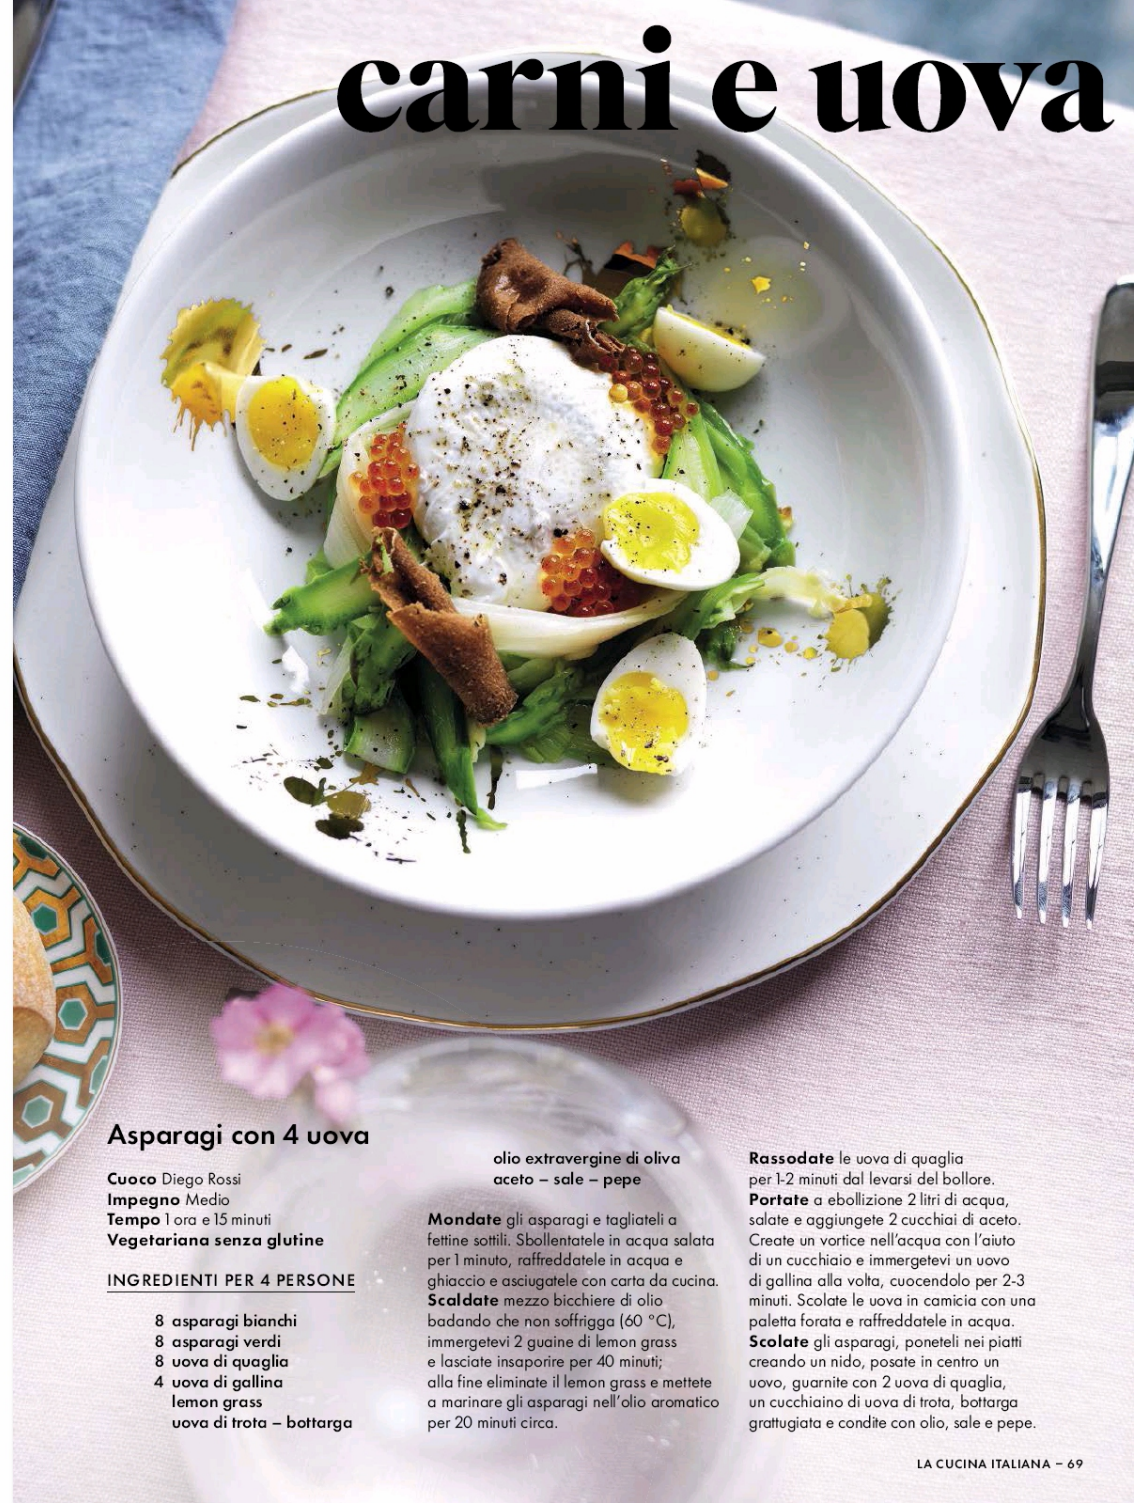 carni e uova
Asparagi con 4 uova
Cuoco Diego Rossi
Impegno Medio
Tempo 1 ora e 15 minuti
Vegetariana senza glutine
INGREDIENTI PER 4 PERSONE
8 asparagi bianchi
8 asparagi verdi
8 uova di quaglia
4 uova di gallina
lemon grass
uova di trota – bottarga
olio extravergine di oliva
aceto – sale – pepe
Mondate gli asparagi e tagliateli a
fettine sottili. Sbollentatele in acqua salata
per 1 minuto, raffreddatele in acqua e
ghiaccio e asciugatele con carta da cucina.
Scaldate mezzo bicchiere di olio
badando che non soffrigga (60 °C),
immergetevi 2 guaine di lemon grass
e lasciate insaporire per 40 minuti;
alla fine eliminate il lemon grass e mettete
a marinare gli asparagi nell'olio aromatico
per 20 minuti circa.
Rassodate le uova di quaglia
per 1-2 minuti dal levarsi del bollore.
Portate a ebollizione 2 litri di acqua,
salate e aggiungete 2 cucchiai di aceto.
Create un vortice nell'acqua con l'aiuto
di un cucchiaio e immergetevi un uovo
di gallina alla volta, cuocendolo per 2-3
minuti. Scolate le uova in camicia con una
paletta forata e raffreddatele in acqua.
Scolate gli asparagi, poneteli nei piatti
creando un nido, posate in centro un
uovo, guarnite con 2 uova di quaglia,
un cucchiaino di uova di trota, bottarga
grattugiata e condite con olio, sale e pepe.
LA CUCINA ITALIANA – 69